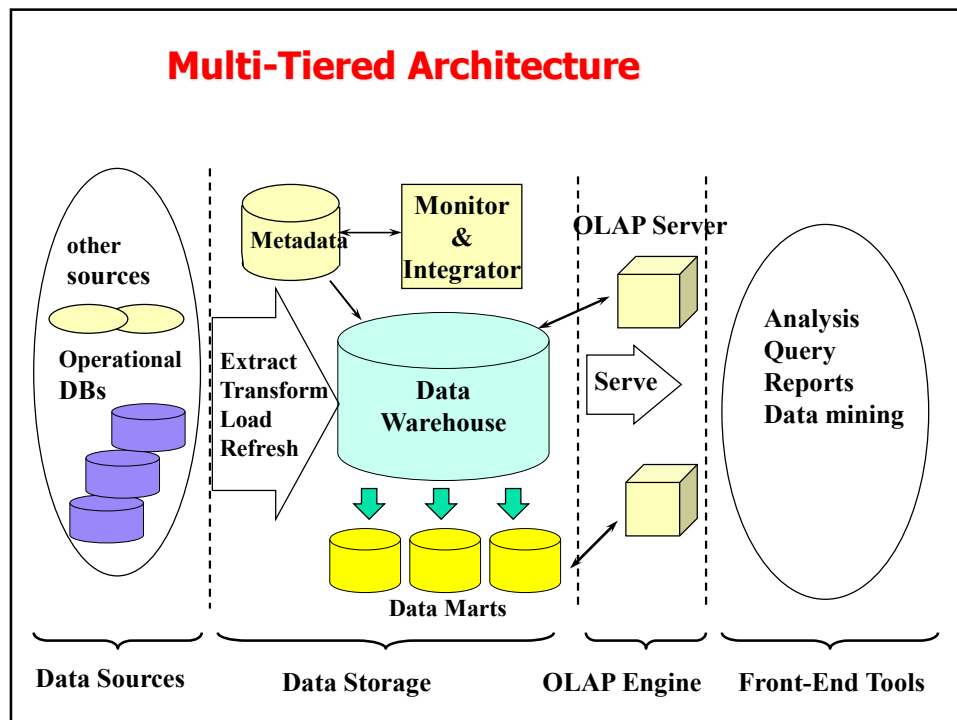 Multi-Tiered Architecture
other
sources
Operational
DBs
Extract
Transform
Load
Refresh
Metadata
Monitor
&
Integrator
Data
Warehouse
Data Marts
OLAP Server
Serve
Analysis
Query
Reports
Data mining
Data Sources
Data Storage
OLAP Engine
Front-End Tools